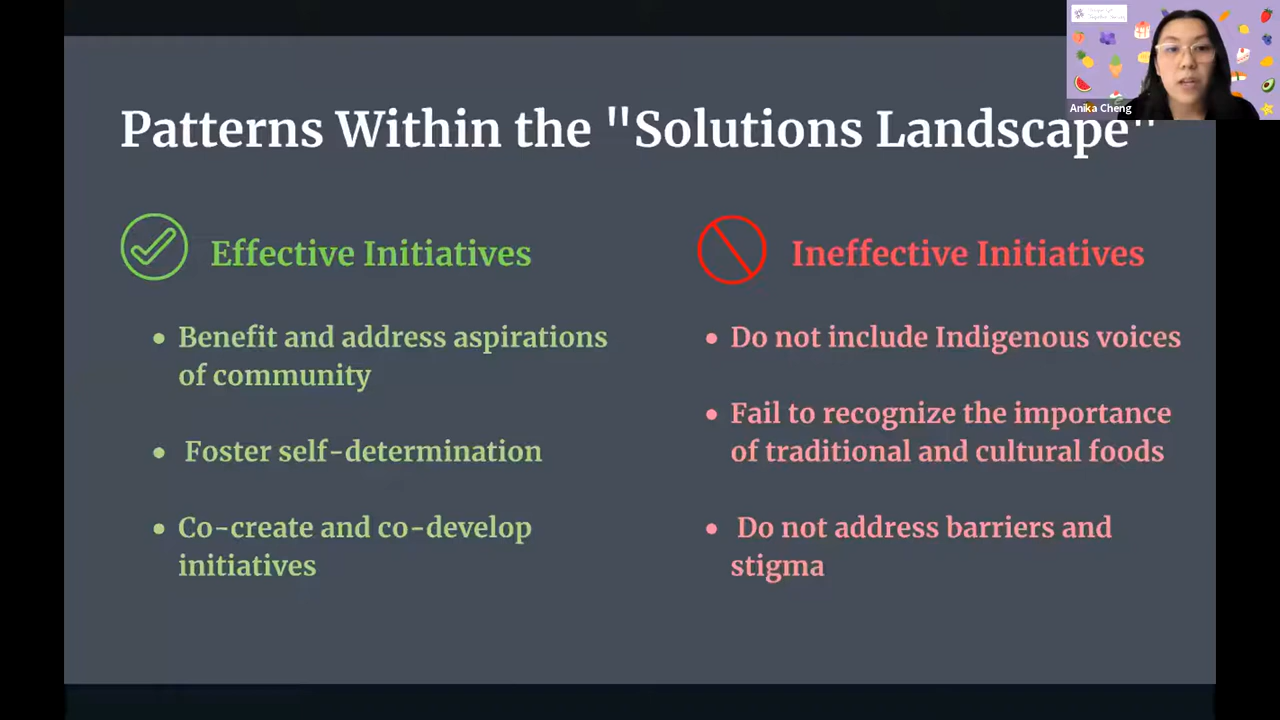 Patterns Within the "Solutions Landscape"
Anika Cheng
Effective Initiatives
Benefit and address aspirations
of community
Foster self-determination
Co-create and co-develop
initiatives
Ineffective Initiatives
Do not include Indigenous voices
Fail to recognize the importance
of traditional and cultural foods
Do not address barriers and
stigma